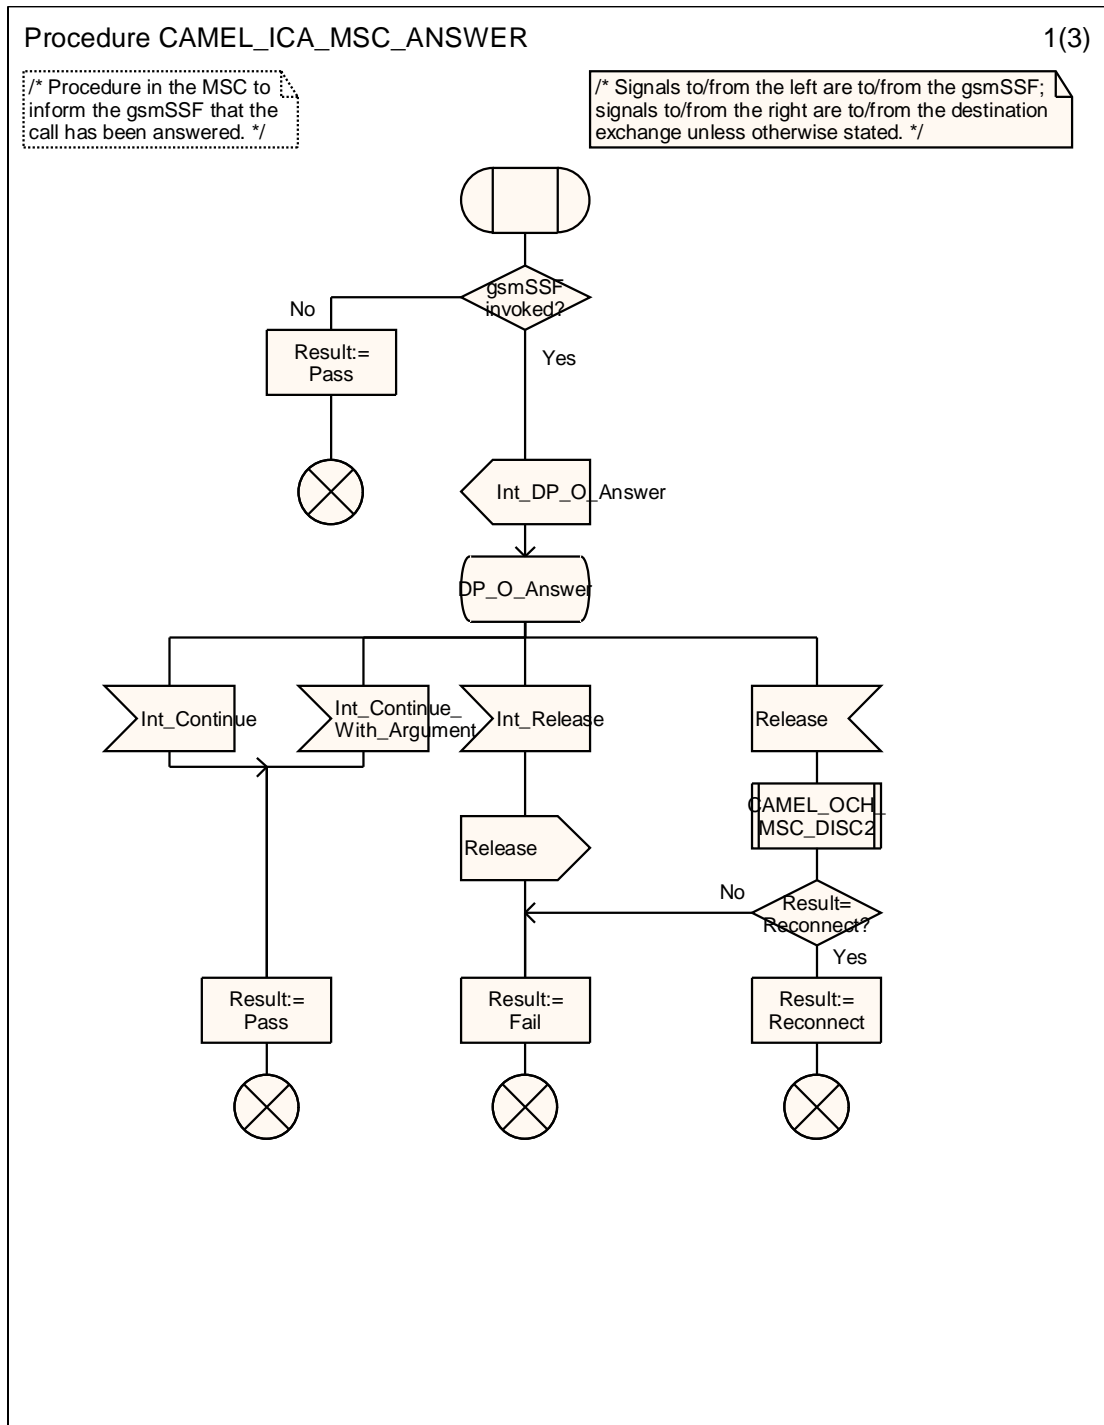 Procedure CAMEL_ICA_MSC_ANSWER
1(3)
/* Procedure in the MSC to
inform the gsmSSF that the
call has been answered. */
/* Signals to/from the left are to/from the gsmSSF;
signals to/from the right are to/from the destination
exchange unless otherwise stated. */
gsmSSF
invoked?
No
Yes
Result:=
Pass
Int_DP_O_Answer
DP_O_Answer
Int_Continue
Int_Continue_
With_Argument
Int_Release
Release
CAMEL_OCH_
MSC_DISC2
Release
No
Result=
Reconnect?
Yes
Result:=
Pass
Result:=
Fail
Result:=
Reconnect